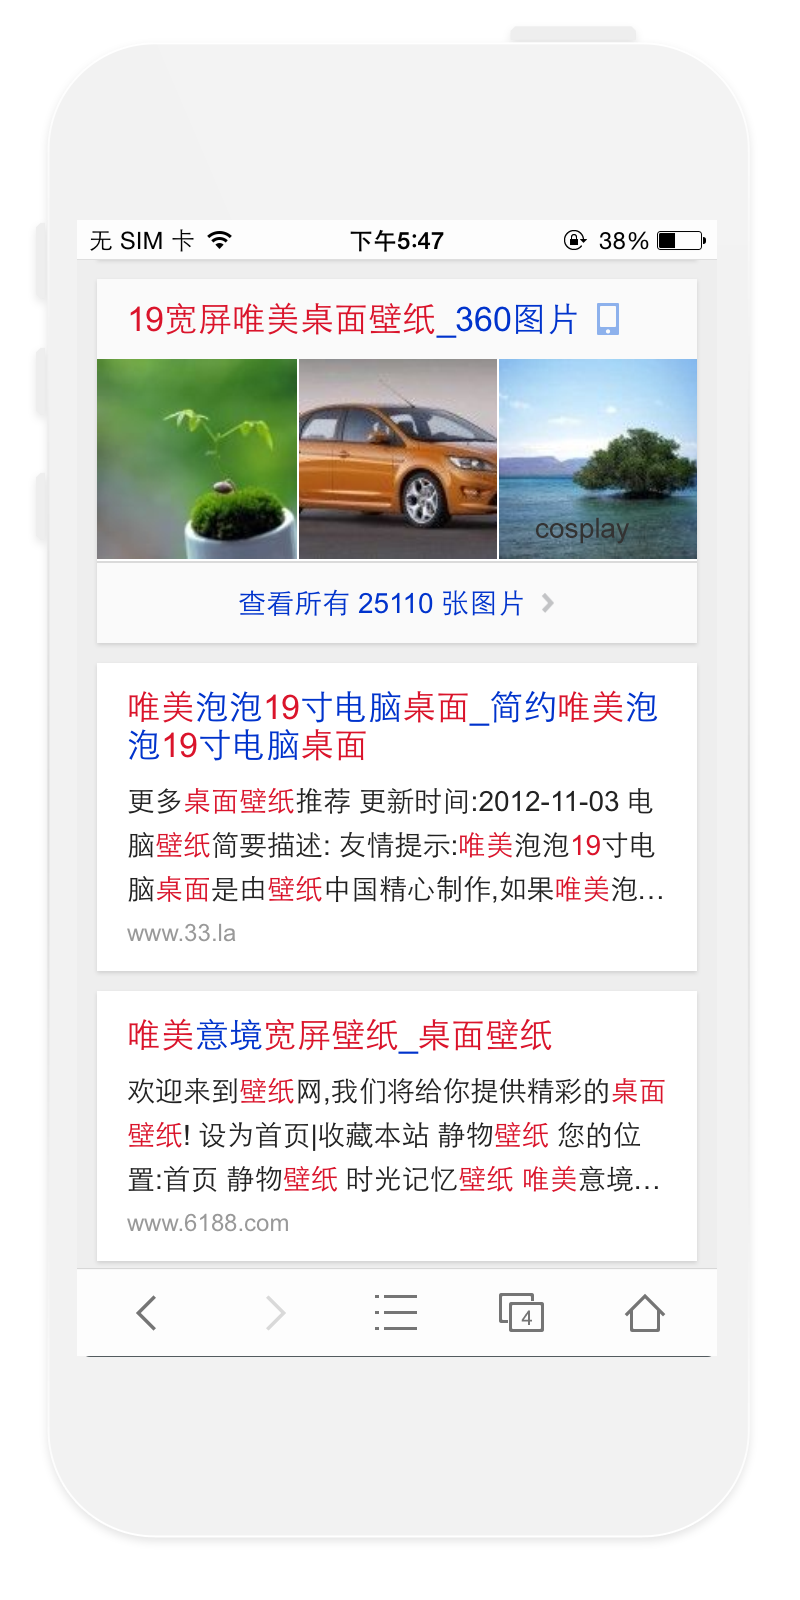 无 SIM 卡 下午5:47 38%
19宽屏唯美桌面壁纸_360图片
cosplay
查看所有 25110 张图片
唯美泡泡19寸电脑桌面_简约唯美泡
泡19寸电脑桌面
更多桌面壁纸推荐 更新时间:2012-11-03 电
脑壁纸简要描述: 友情提示:唯美泡泡19寸电
脑桌面是由壁纸中国精心制作,如果唯美泡...
www.33.la
唯美意境宽屏壁纸_桌面壁纸
欢迎来到壁纸网,我们将给你提供精彩的桌面
壁纸! 设为首页|收藏本站 静物壁纸 您的位
置:首页 静物壁纸 时光记忆壁纸 唯美意境...
www.6188.com
4